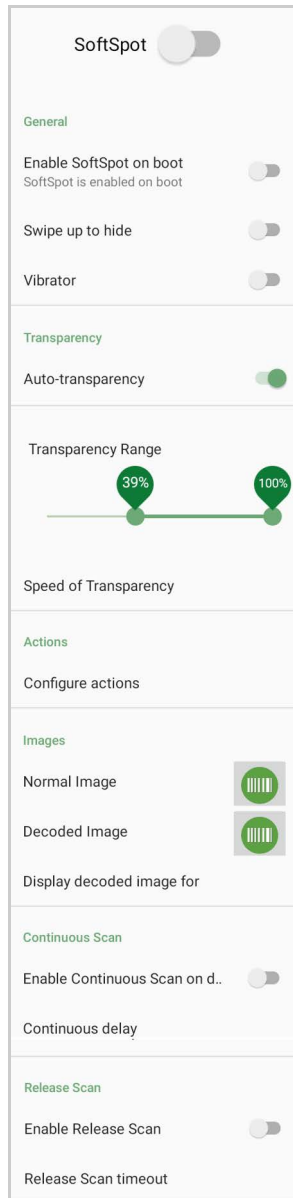 SoftSpot
General
Enable SoftSpot on boot
SoftSpot is enabled on boot
Swipe up to hide
Vibrator
Transparency
Auto-transparency
Transparency Range
39% 100%
Speed of Transparency
Actions
Configure actions
Images
Normal Image
Decoded Image
Display decoded image for
Continuous Scan
Enable Continuous Scan on d..
Continuous delay
Release Scan
Enable Release Scan
Release Scan timeout